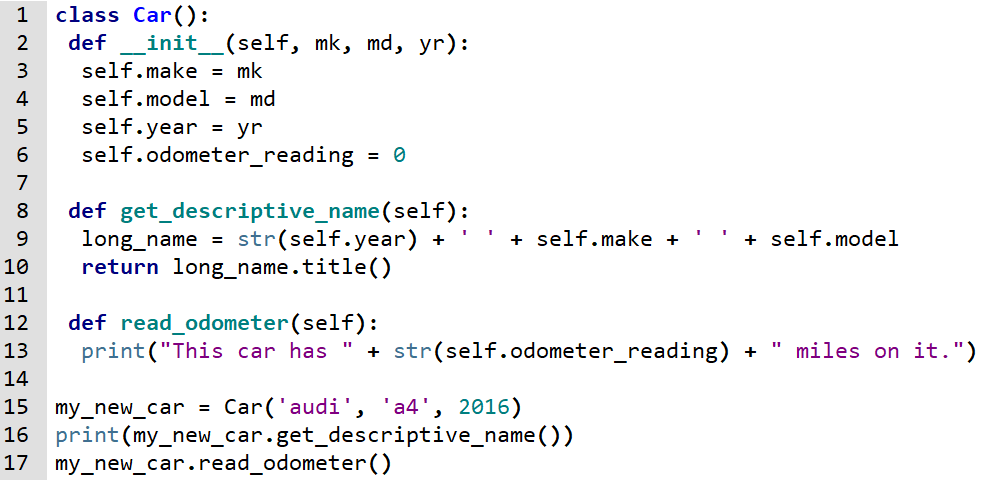 1 class Car():
2  def __init__(self, mk, md, yr):
3   self.make = mk
4   self.model = md
5   self.year = yr
6   self.odometer_reading = 0
7
8  def get_descriptive_name(self):
9   long_name = str(self.year) + ' ' + self.make + ' ' + self.model
10   return long_name.title()
11
12  def read_odometer(self):
13   print("This car has " + str(self.odometer_reading) + " miles on it.")
14
15 my_new_car = Car('audi', 'a4', 2016)
16 print(my_new_car.get_descriptive_name())
17 my_new_car.read_odometer()